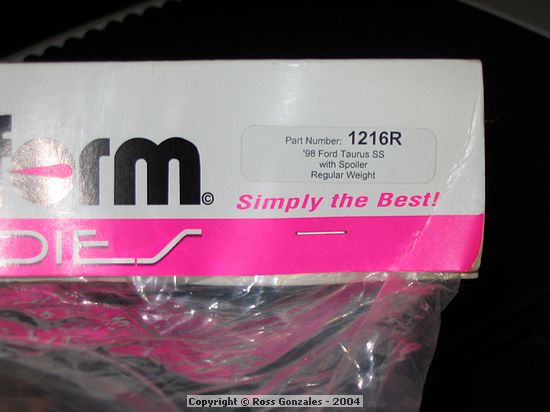 form©
Part Number: 1216R
'98 Ford Taurus SS
with Spoiler
Regular Weight
Simply the Best!
DIES
Copyright © Ross Gonzales - 2004